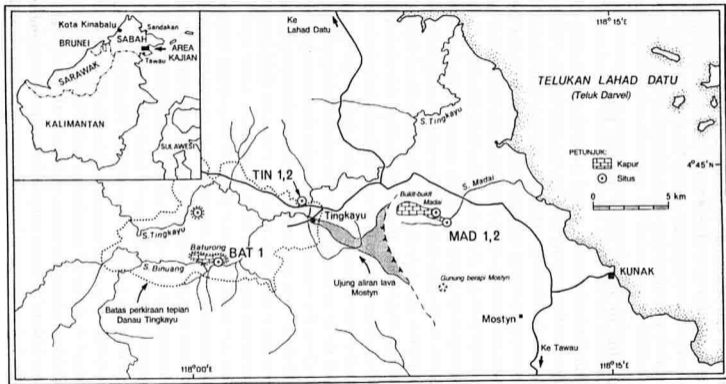 Kota Kinabalu
Sandakan
BRUNEI
SABAH
AREA
KAJIAN
Tawau
SARAWAK
KALIMANTAN
SULAWESI
Ke
Lahad Datu
118°15'E
TELUKAN LAHAD DATU
(Teluk Darvel)
S. Tingkayu
PETUNJUK:
Kapur
Situs
4°45'N
0
5 km
TIN 1,2
Tingkayu
Bukit-bukit
Madai
S. Madai
MAD 1,2
S. Tingkayu
Baturong
BAT 1
S. Binuang
Ujung aliran lava
Mostyn
Gunung berapi Mostyn
KUNAK
Batas perkiraan tepian
Danau Tingkayu
Mostyn
Ke Tawau
118°00'E
118°15'E